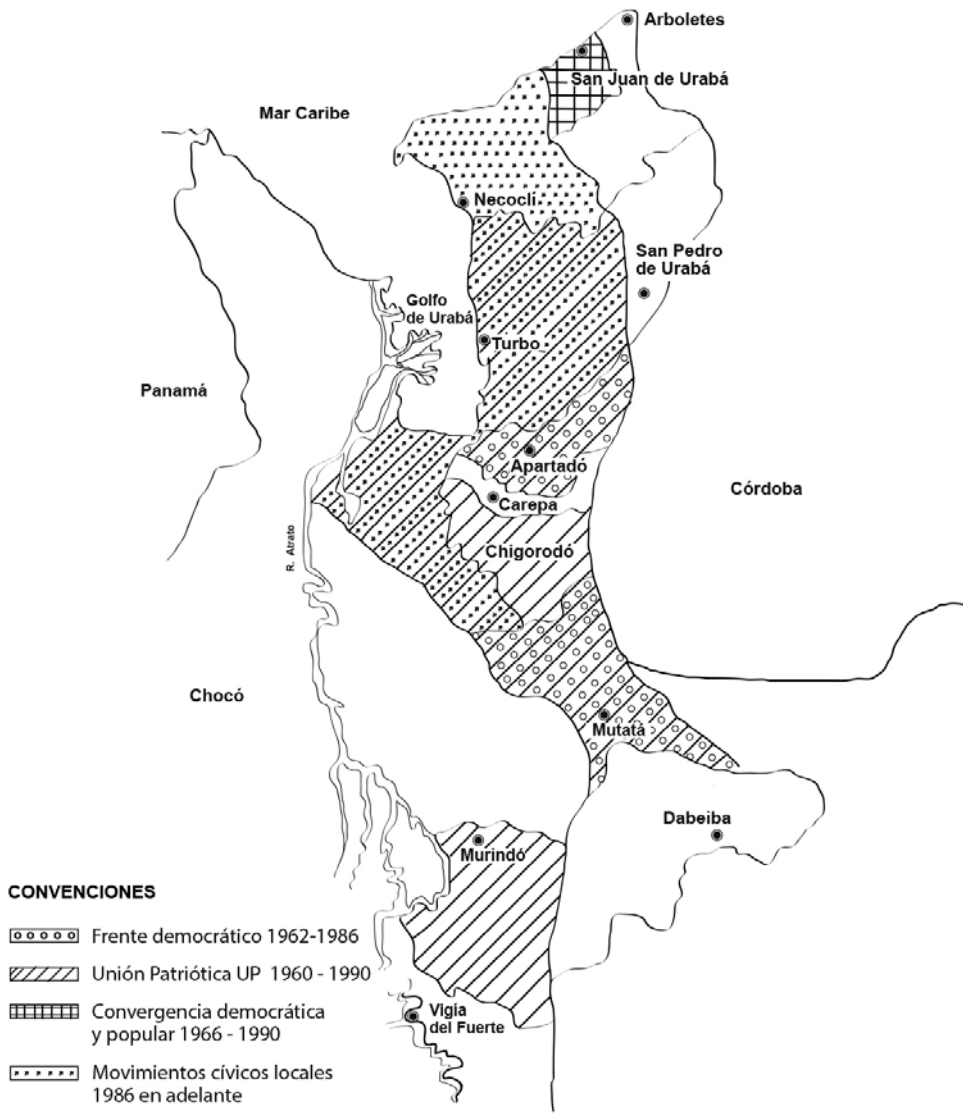 Arboletes
San Juan de Urabá
Mar Caribe
Necoclí
San Pedro
de Urabá
Golfo
de Urabá
Turbo
Panamá
Apartadó
Córdoba
Carepa
R. Atrato
Chigorodó
Chocó
Mutatá
Dabeiba
Murindó
CONVENCIONES
Frente democrático 1962-1986
Unión Patriótica UP 1960 - 1990
Convergencia democrática
y popular 1966 - 1990
Vigía
del Fuerte
Movimientos cívicos locales
1986 en adelante